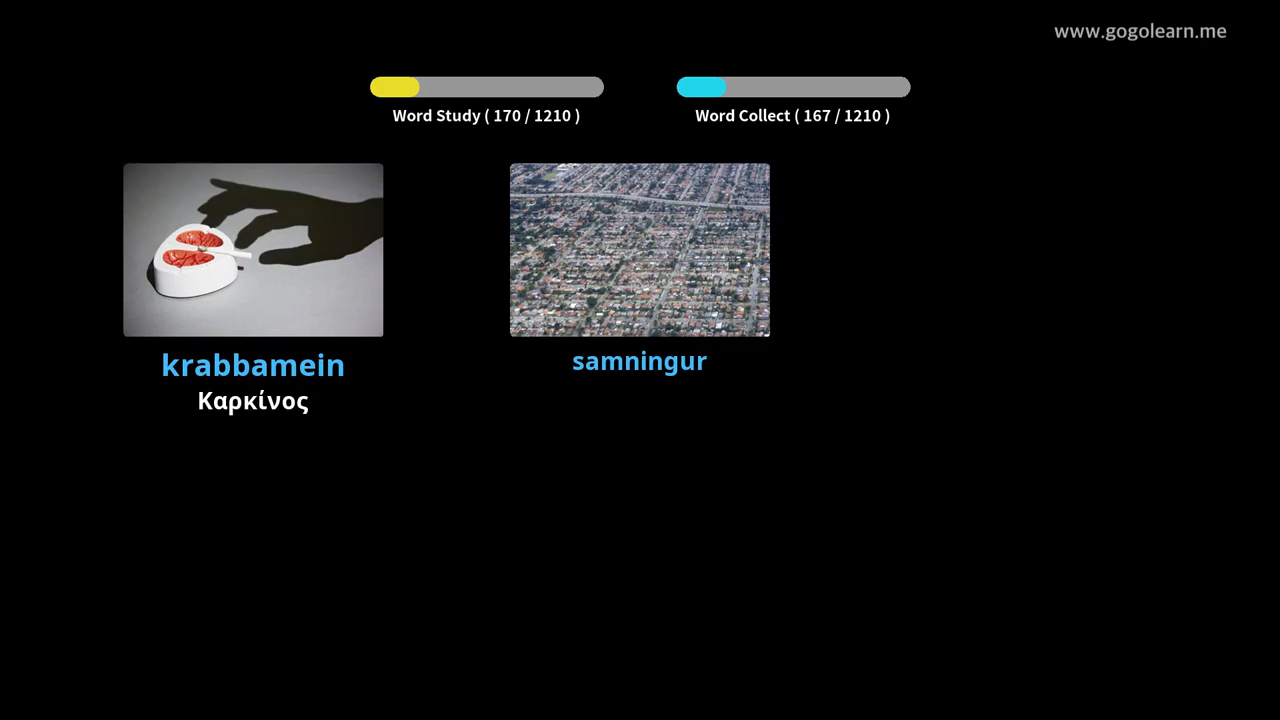 www.gogolearn.me
Word Study ( 170 / 1210 )
Word Collect ( 167 / 1210 )
krabbamein
Καρκίνος
samningur